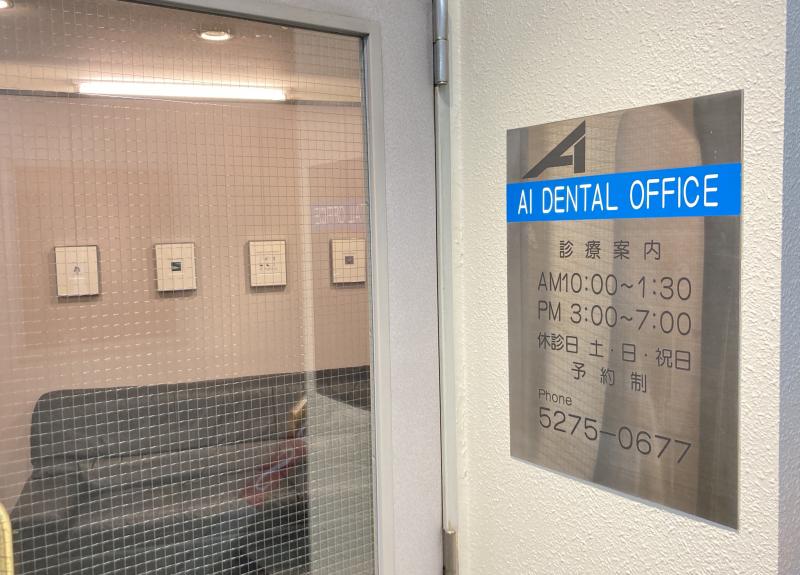 AI
AI DENTAL OFFICE
診療案内
AM10:00~1:30
PM 3:00~7:00
休診日 土・日・祝日
予約制
Phone
5275-0677